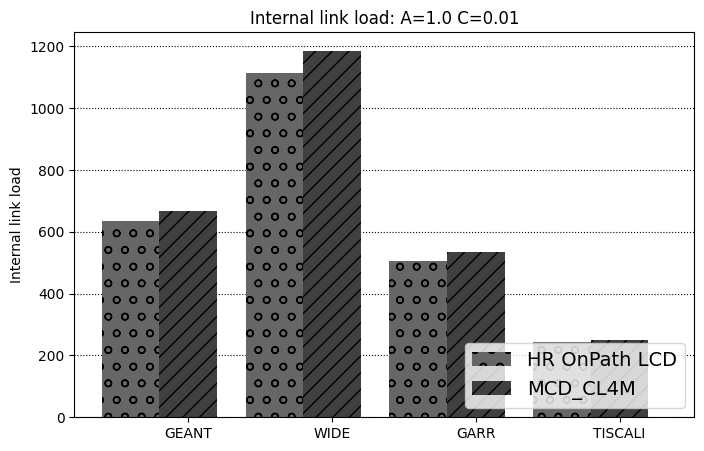 Internal link load: A=1.0 C=0.01
Internal link load
1200
1000
800
600
400
200
0
HR OnPath LCD
MCD_CL4M
GEANT WIDE GARR TISCALI